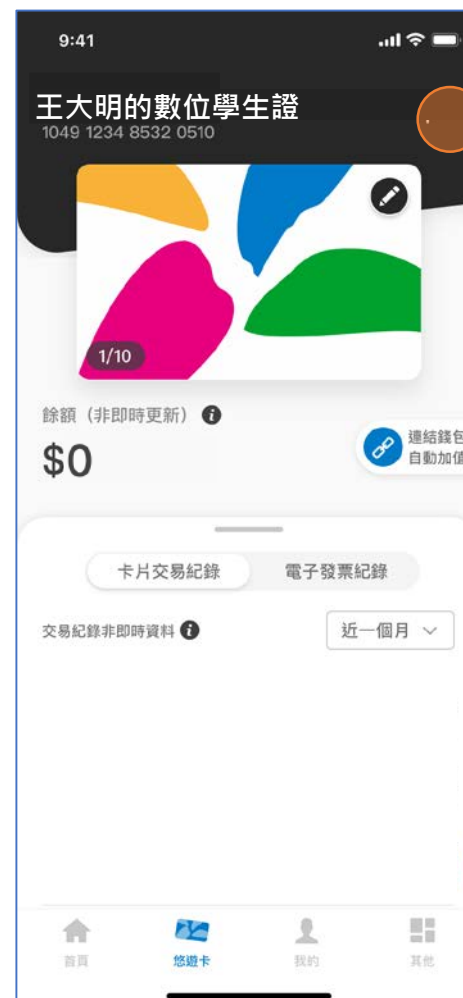 9:41
王大明的數位學生證
1049 1234 8532 0510
1/10
餘額（非即時更新）
$0
連結錢包
自動加值
卡片交易紀錄
電子發票紀錄
交易紀錄非即時資料
近一個月
首頁
悠遊卡
我的
其他